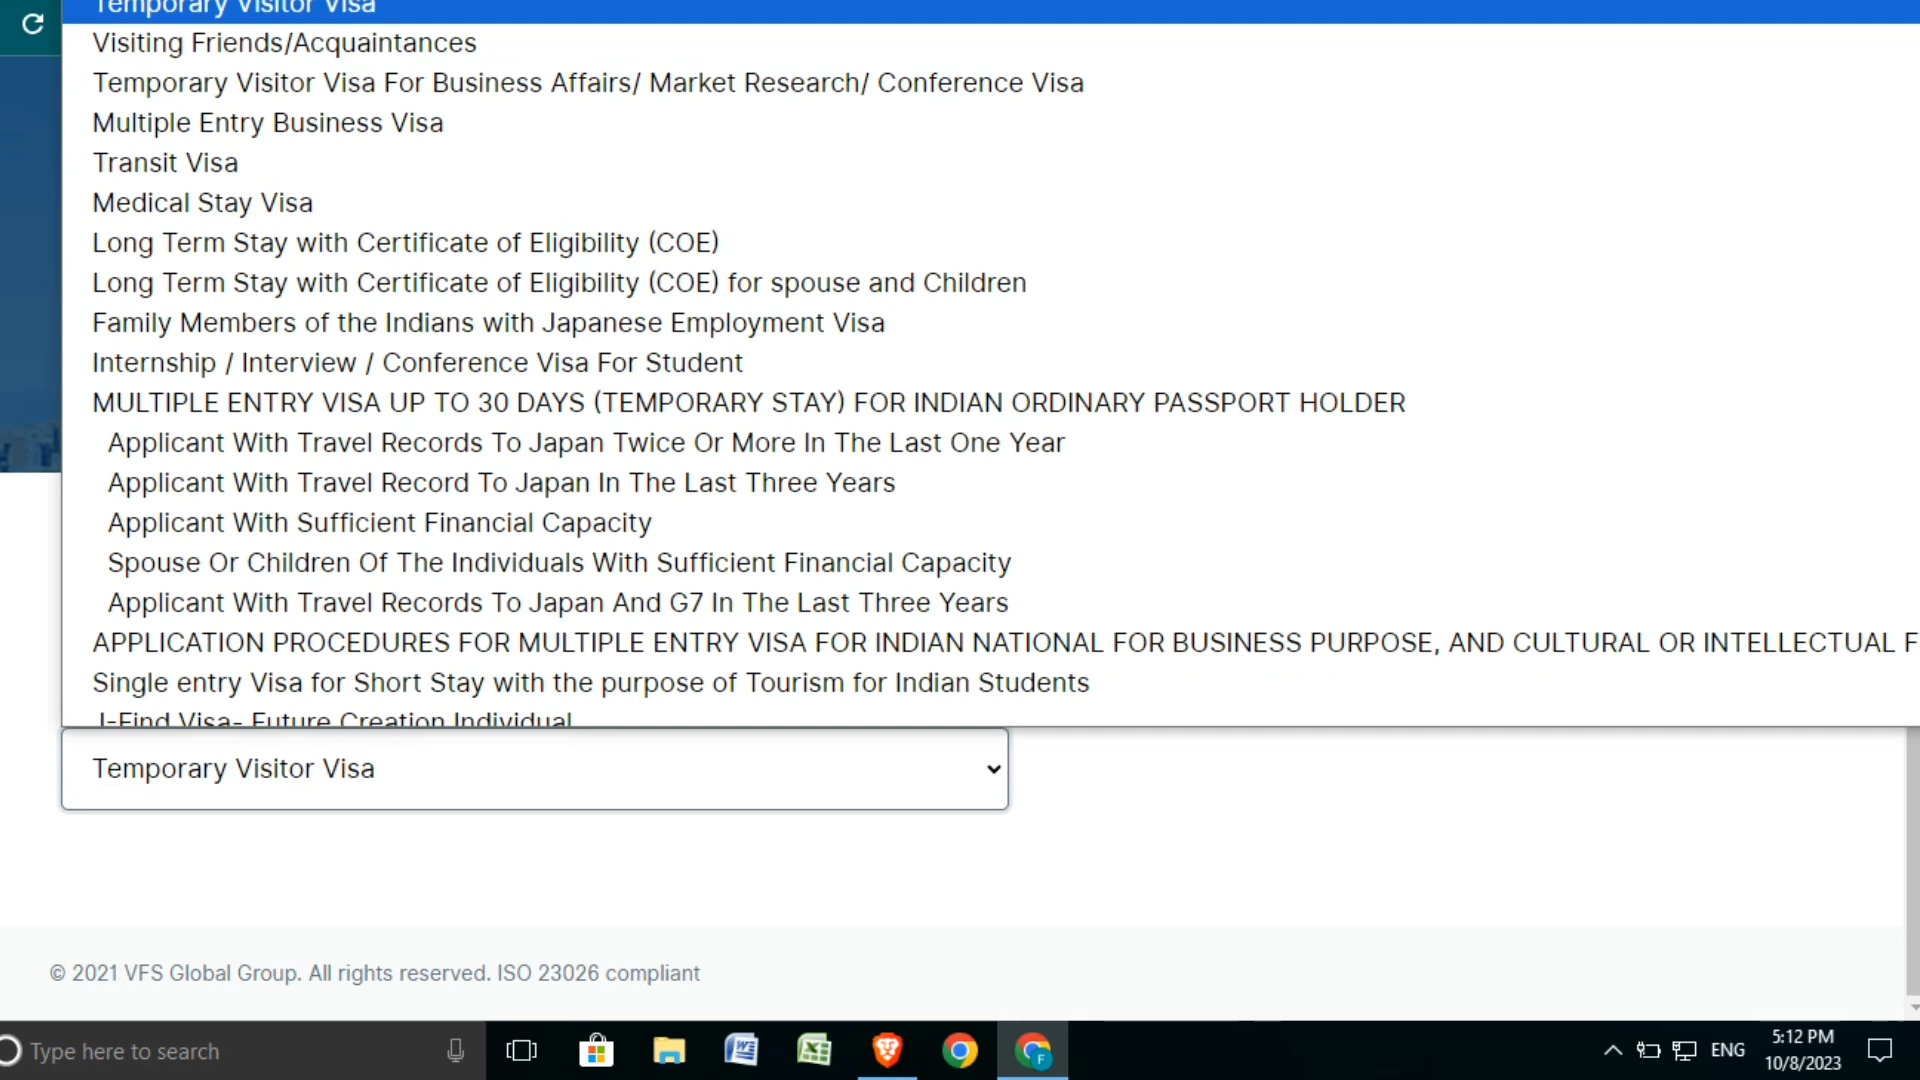 Temporary Visitor Visa
Visiting Friends/Acquaintances
Temporary Visitor Visa For Business Affairs/ Market Research/ Conference Visa
Multiple Entry Business Visa
Transit Visa
Medical Stay Visa
Long Term Stay with Certificate of Eligibility (COE)
Long Term Stay with Certificate of Eligibility (COE) for spouse and Children
Family Members of the Indians with Japanese Employment Visa
Internship / Interview / Conference Visa For Student
MULTIPLE ENTRY VISA UP TO 30 DAYS (TEMPORARY STAY) FOR INDIAN ORDINARY PASSPORT HOLDER
Applicant With Travel Records To Japan Twice Or More In The Last One Year
Applicant With Travel Record To Japan In The Last Three Years
Applicant With Sufficient Financial Capacity
Spouse Or Children Of The Individuals With Sufficient Financial Capacity
Applicant With Travel Records To Japan And G7 In The Last Three Years
APPLICATION PROCEDURES FOR MULTIPLE ENTRY VISA FOR INDIAN NATIONAL FOR BUSINESS PURPOSE, AND CULTURAL OR INTELLECTUAL F
Single entry Visa for Short Stay with the purpose of Tourism for Indian Students
J-Find Visa- Future Creation Individual
Temporary Visitor Visa
© 2021 VFS Global Group. All rights reserved. ISO 23026 compliant
Type here to search
ENG
5:12 PM
10/8/2023